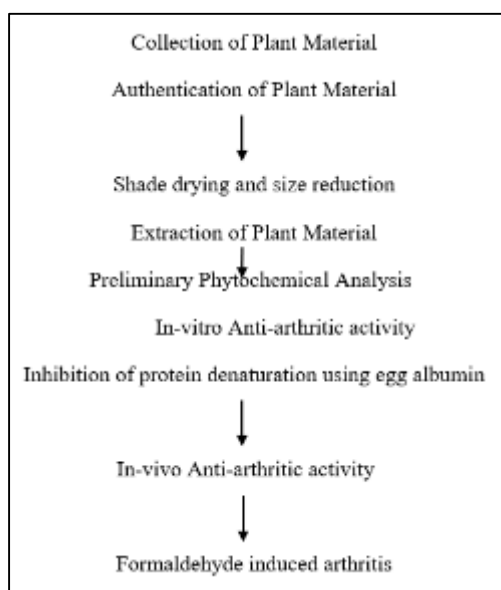 Collection of Plant Material
Authentication of Plant Material
Shade drying and size reduction
Extraction of Plant Material
Preliminary Phytochemical Analysis
In-vitro Anti-arthritic activity
Inhibition of protein denaturation using egg albumin
In-vivo Anti-arthritic activity
Formaldehyde induced arthritis